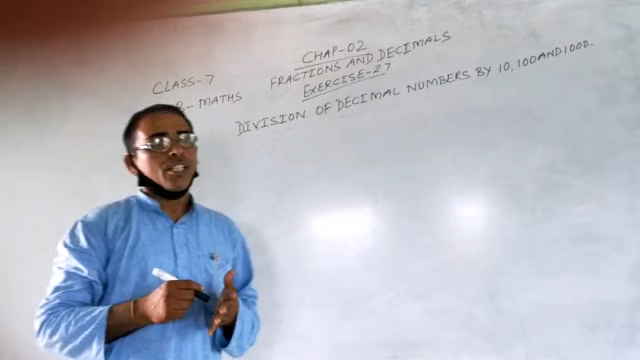 CLASS-7
MATHS
CHAP-02
FRACTIONS AND DECIMALS
EXERCISE-27
DIVISION OF DECIMAL NUMBERS BY 10, 100 AND 1000.